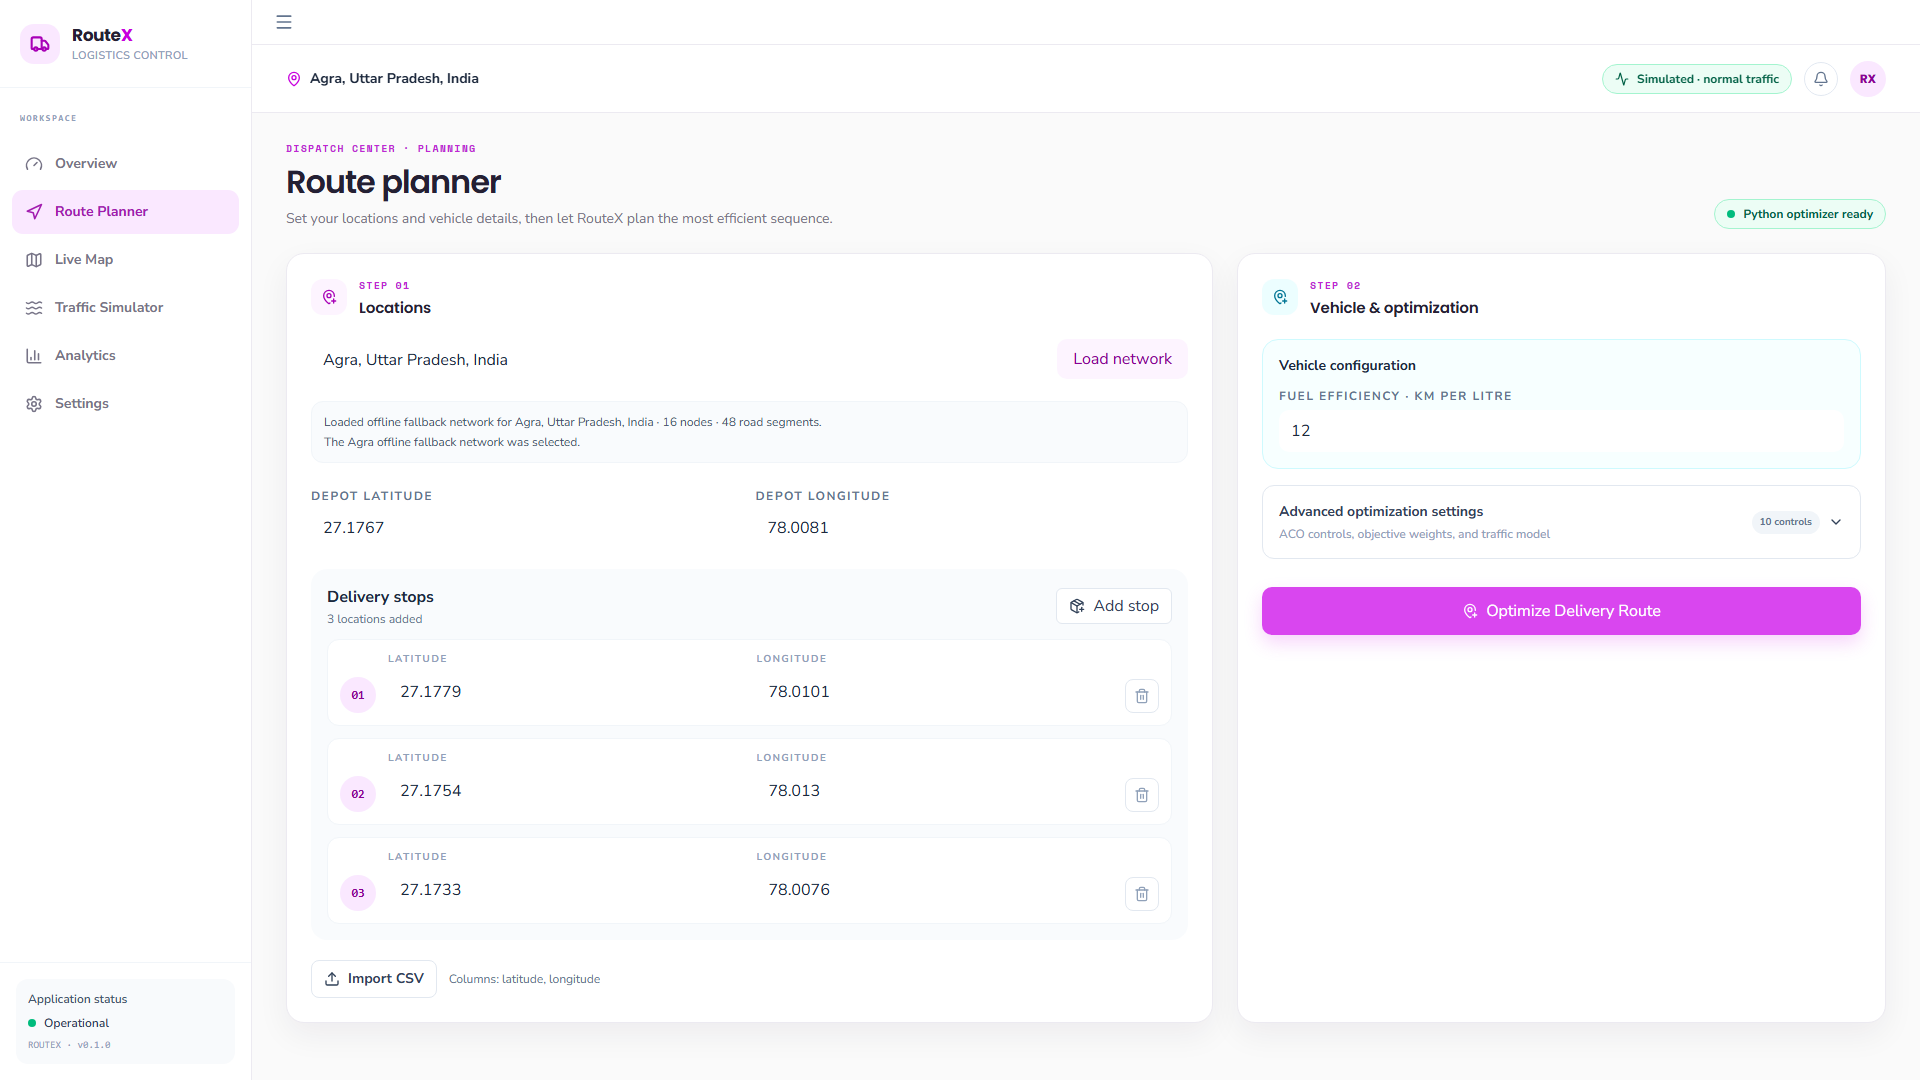 RouteX
LOGISTICS CONTROL
WORKSPACE
Overview
Route Planner
Live Map
Traffic Simulator
Analytics
Settings
Application status
Operational
ROUTEX · v0.1.0
Agra, Uttar Pradesh, India
Simulated · normal traffic
RX
DISPATCH CENTER · PLANNING
Route planner
Set your locations and vehicle details, then let RouteX plan the most efficient sequence.
Python optimizer ready
STEP 01
Locations
Agra, Uttar Pradesh, India
Load network
Loaded offline fallback network for Agra, Uttar Pradesh, India · 16 nodes · 48 road segments.
The Agra offline fallback network was selected.
DEPOT LATITUDE
27.1767
DEPOT LONGITUDE
78.0081
Delivery stops
3 locations added
Add stop
LATITUDE
LONGITUDE
01
27.1779
78.0101
LATITUDE
LONGITUDE
02
27.1754
78.013
LATITUDE
LONGITUDE
03
27.1733
78.0076
Import CSV
Columns: latitude, longitude
STEP 02
Vehicle & optimization
Vehicle configuration
FUEL EFFICIENCY · KM PER LITRE
12
Advanced optimization settings
ACO controls, objective weights, and traffic model
10 controls
Optimize Delivery Route